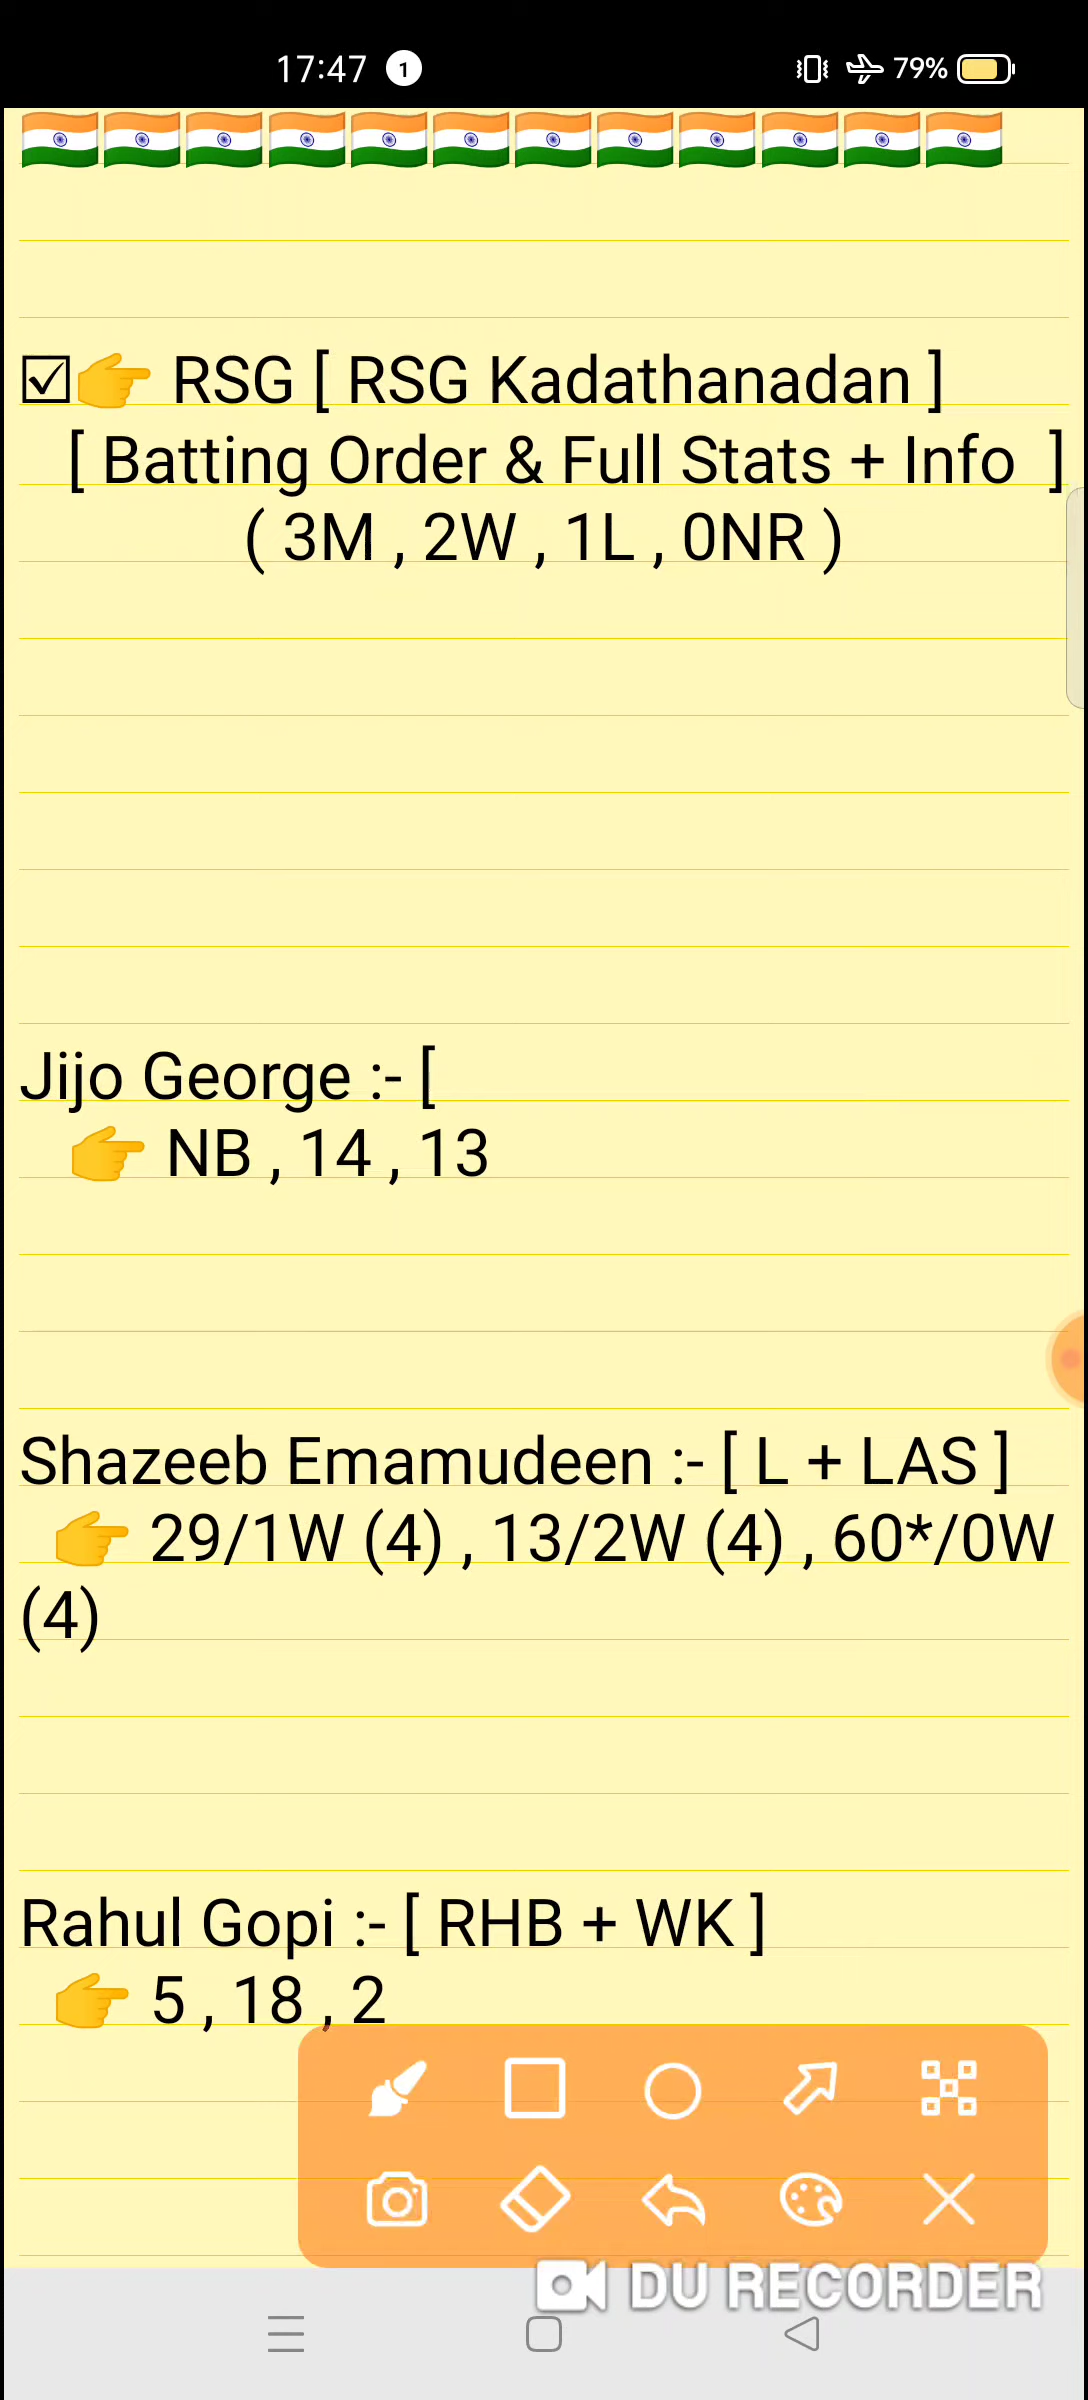 17:47 1 79%
🇮🇳🇮🇳🇮🇳🇮🇳🇮🇳🇮🇳🇮🇳🇮🇳🇮🇳🇮🇳🇮🇳🇮🇳
☑👉 RSG [ RSG Kadathanadan ]
[ Batting Order & Full Stats + Info ]
( 3M , 2W , 1L , 0NR )
Jijo George :- [
👉 NB , 14 , 13
Shazeeb Emamudeen :- [ L + LAS ]
👉 29/1W (4) , 13/2W (4) , 60*/0W
(4)
Rahul Gopi :- [ RHB + WK ]
👉 5 , 18 , 2
DU RECORDER